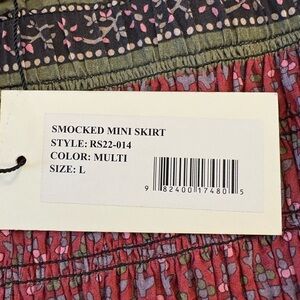 SMOCKED MINI SKIRT
STYLE: RS22-014
COLOR: MULTI
SIZE: L
9 82400 17480 5